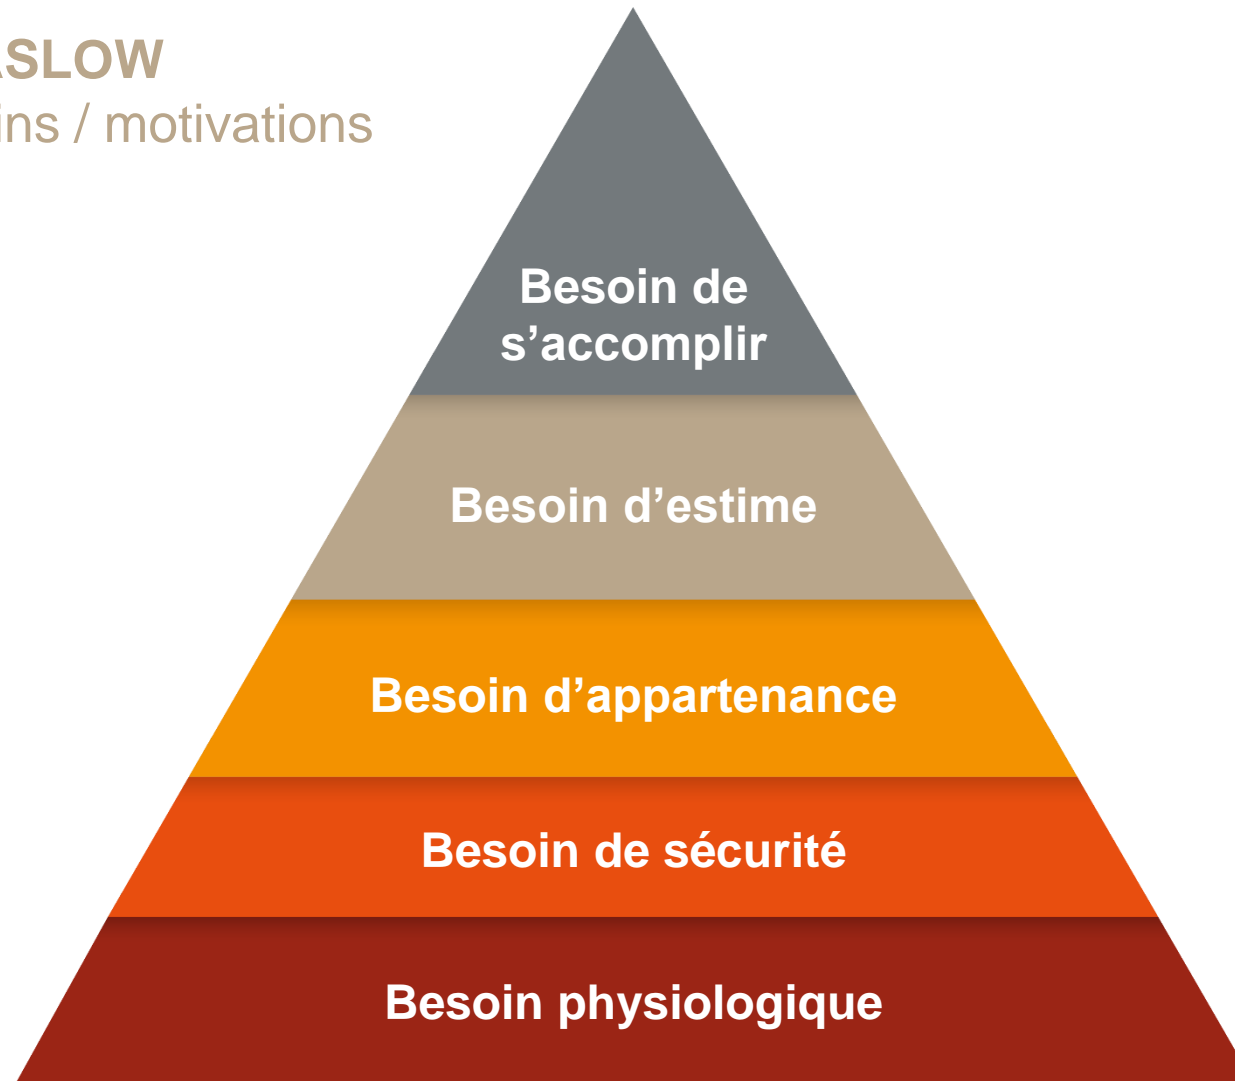 ASLOW
ins / motivations
Besoin de
s’accomplir
Besoin d’estime
Besoin d’appartenance
Besoin de sécurité
Besoin physiologique